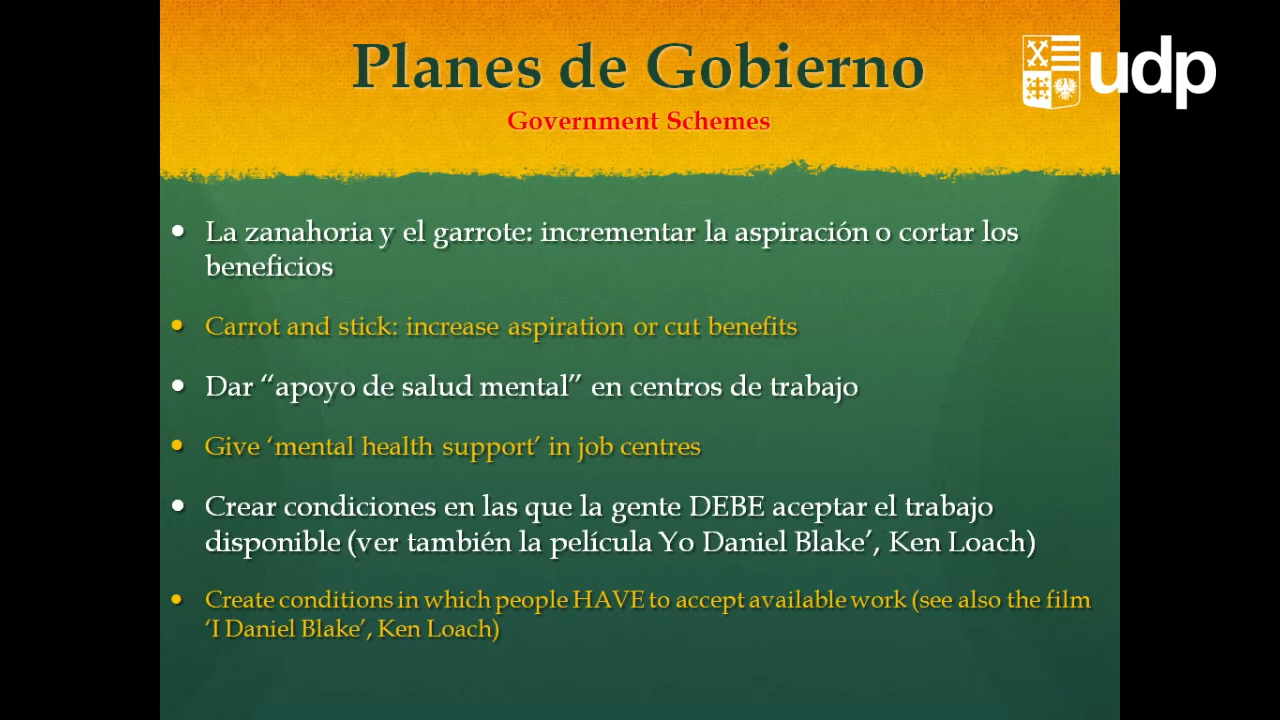 Planes de Gobierno
udp
Government Schemes
La zanahoria y el garrote: incrementar la aspiración o cortar los
beneficios
Carrot and stick: increase aspiration or cut benefits
Dar “apoyo de salud mental” en centros de trabajo
Give ‘mental health support’ in job centres
Crear condiciones en las que la gente DEBE aceptar el trabajo
disponible (ver también la película Yo Daniel Blake’, Ken Loach)
Create conditions in which people HAVE to accept available work (see also the film
‘I Daniel Blake’, Ken Loach)